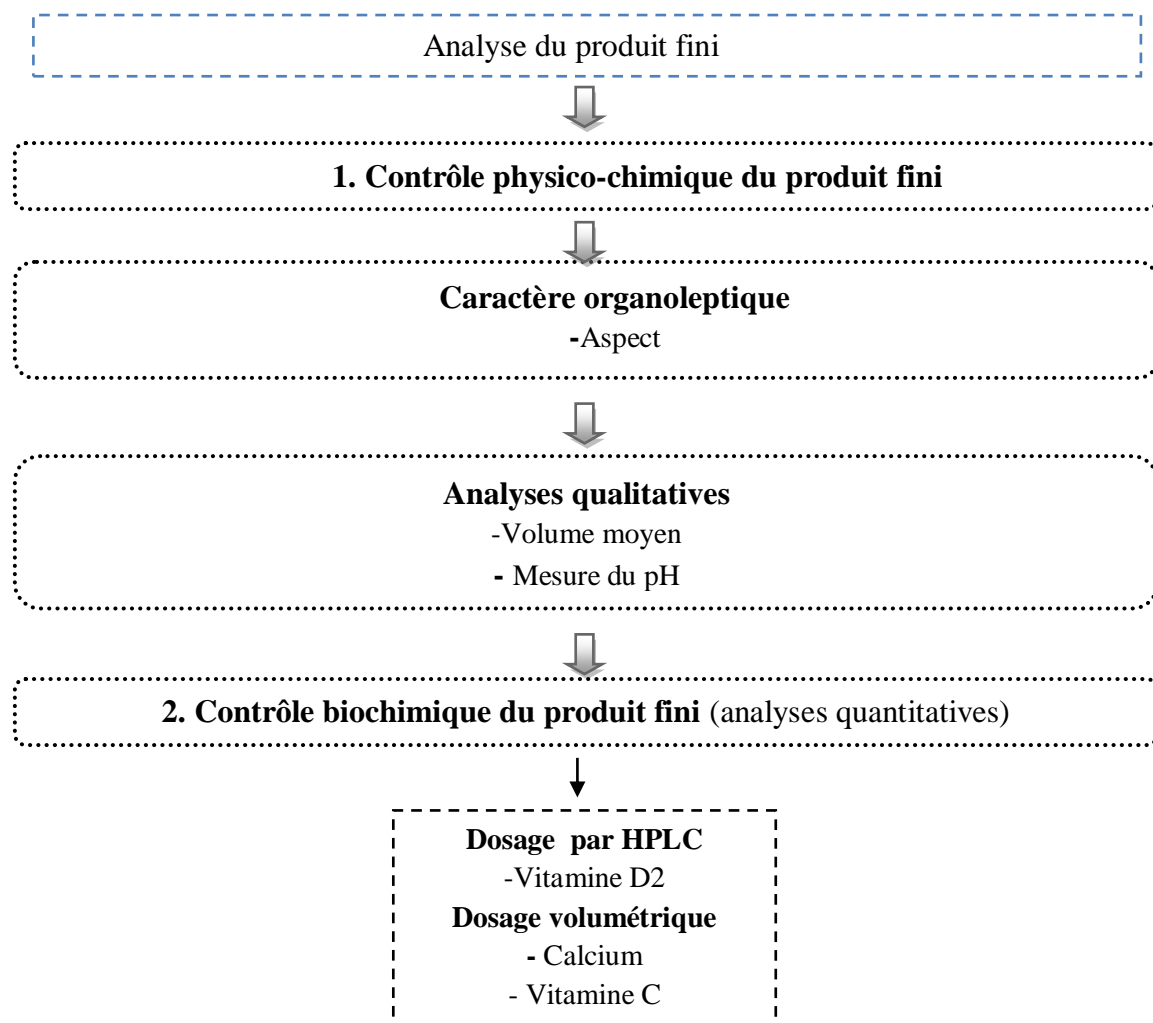 Analyse du produit fini
1. Contrôle physico-chimique du produit fini
Caractère organoleptique
-Aspect
Analyses qualitatives
-Volume moyen
- Mesure du pH
2. Contrôle biochimique du produit fini (analyses quantitatives)
Dosage par HPLC
-Vitamine D2
Dosage volumétrique
- Calcium
- Vitamine C